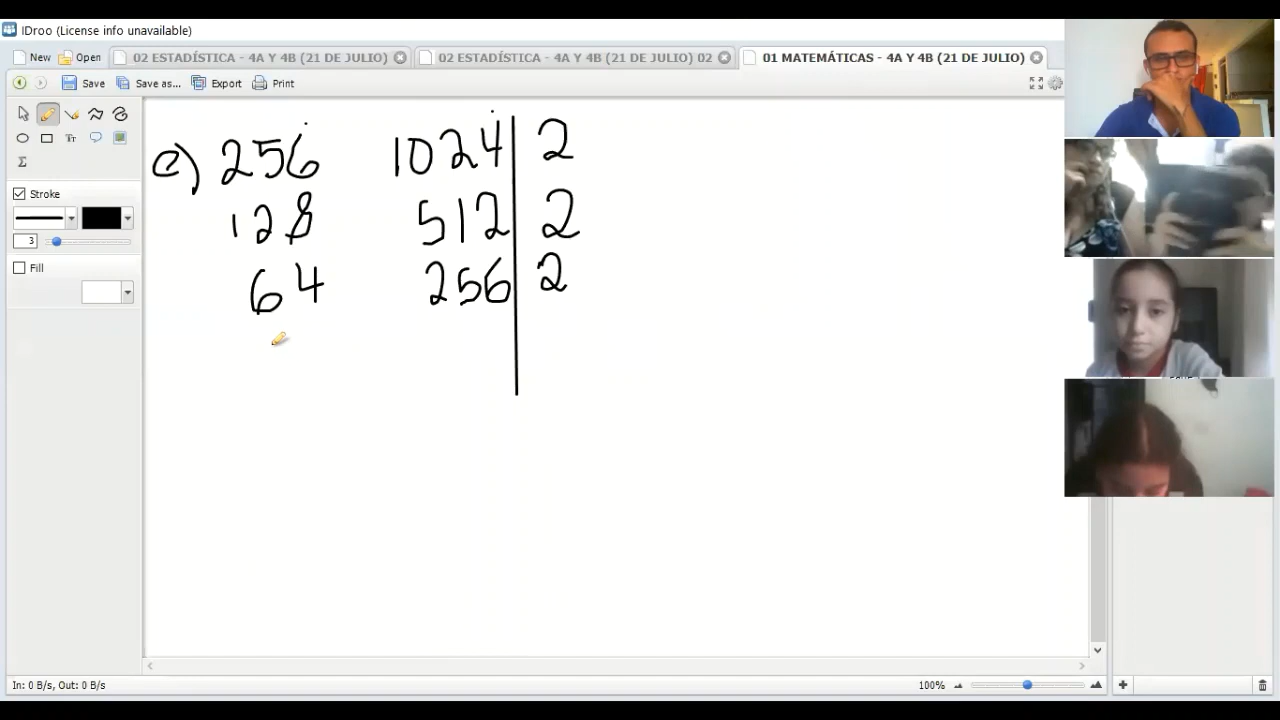 IDroo (License info unavailable)
New Open 02 ESTADÍSTICA - 4A Y 4B (21 DE JULIO) 02 ESTADÍSTICA - 4A Y 4B (21 DE JULIO) 02 01 MATEMÁTICAS - 4A Y 4B (21 DE JULIO)
Save Save as... Export Print
Tт
Σ
Stroke
3
Fill
e) 256 1024 2
128 512 2
64 256 2
In: 0 B/s, Out: 0 B/s 100%